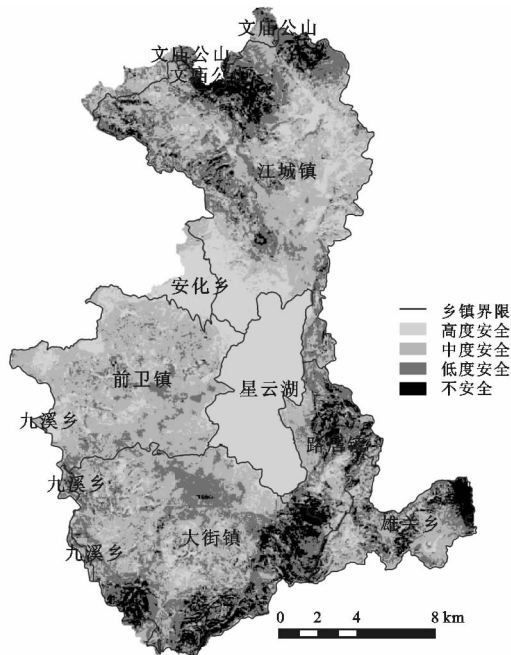 文庙公山
文庙公山
文庙公
江城镇
安化乡
乡镇界限
高度安全
中度安全
低度安全
不安全
星云湖
前卫镇
九溪乡
路居镇
九溪乡
雄关乡
大街镇
九溪乡
0 2 4 8 km